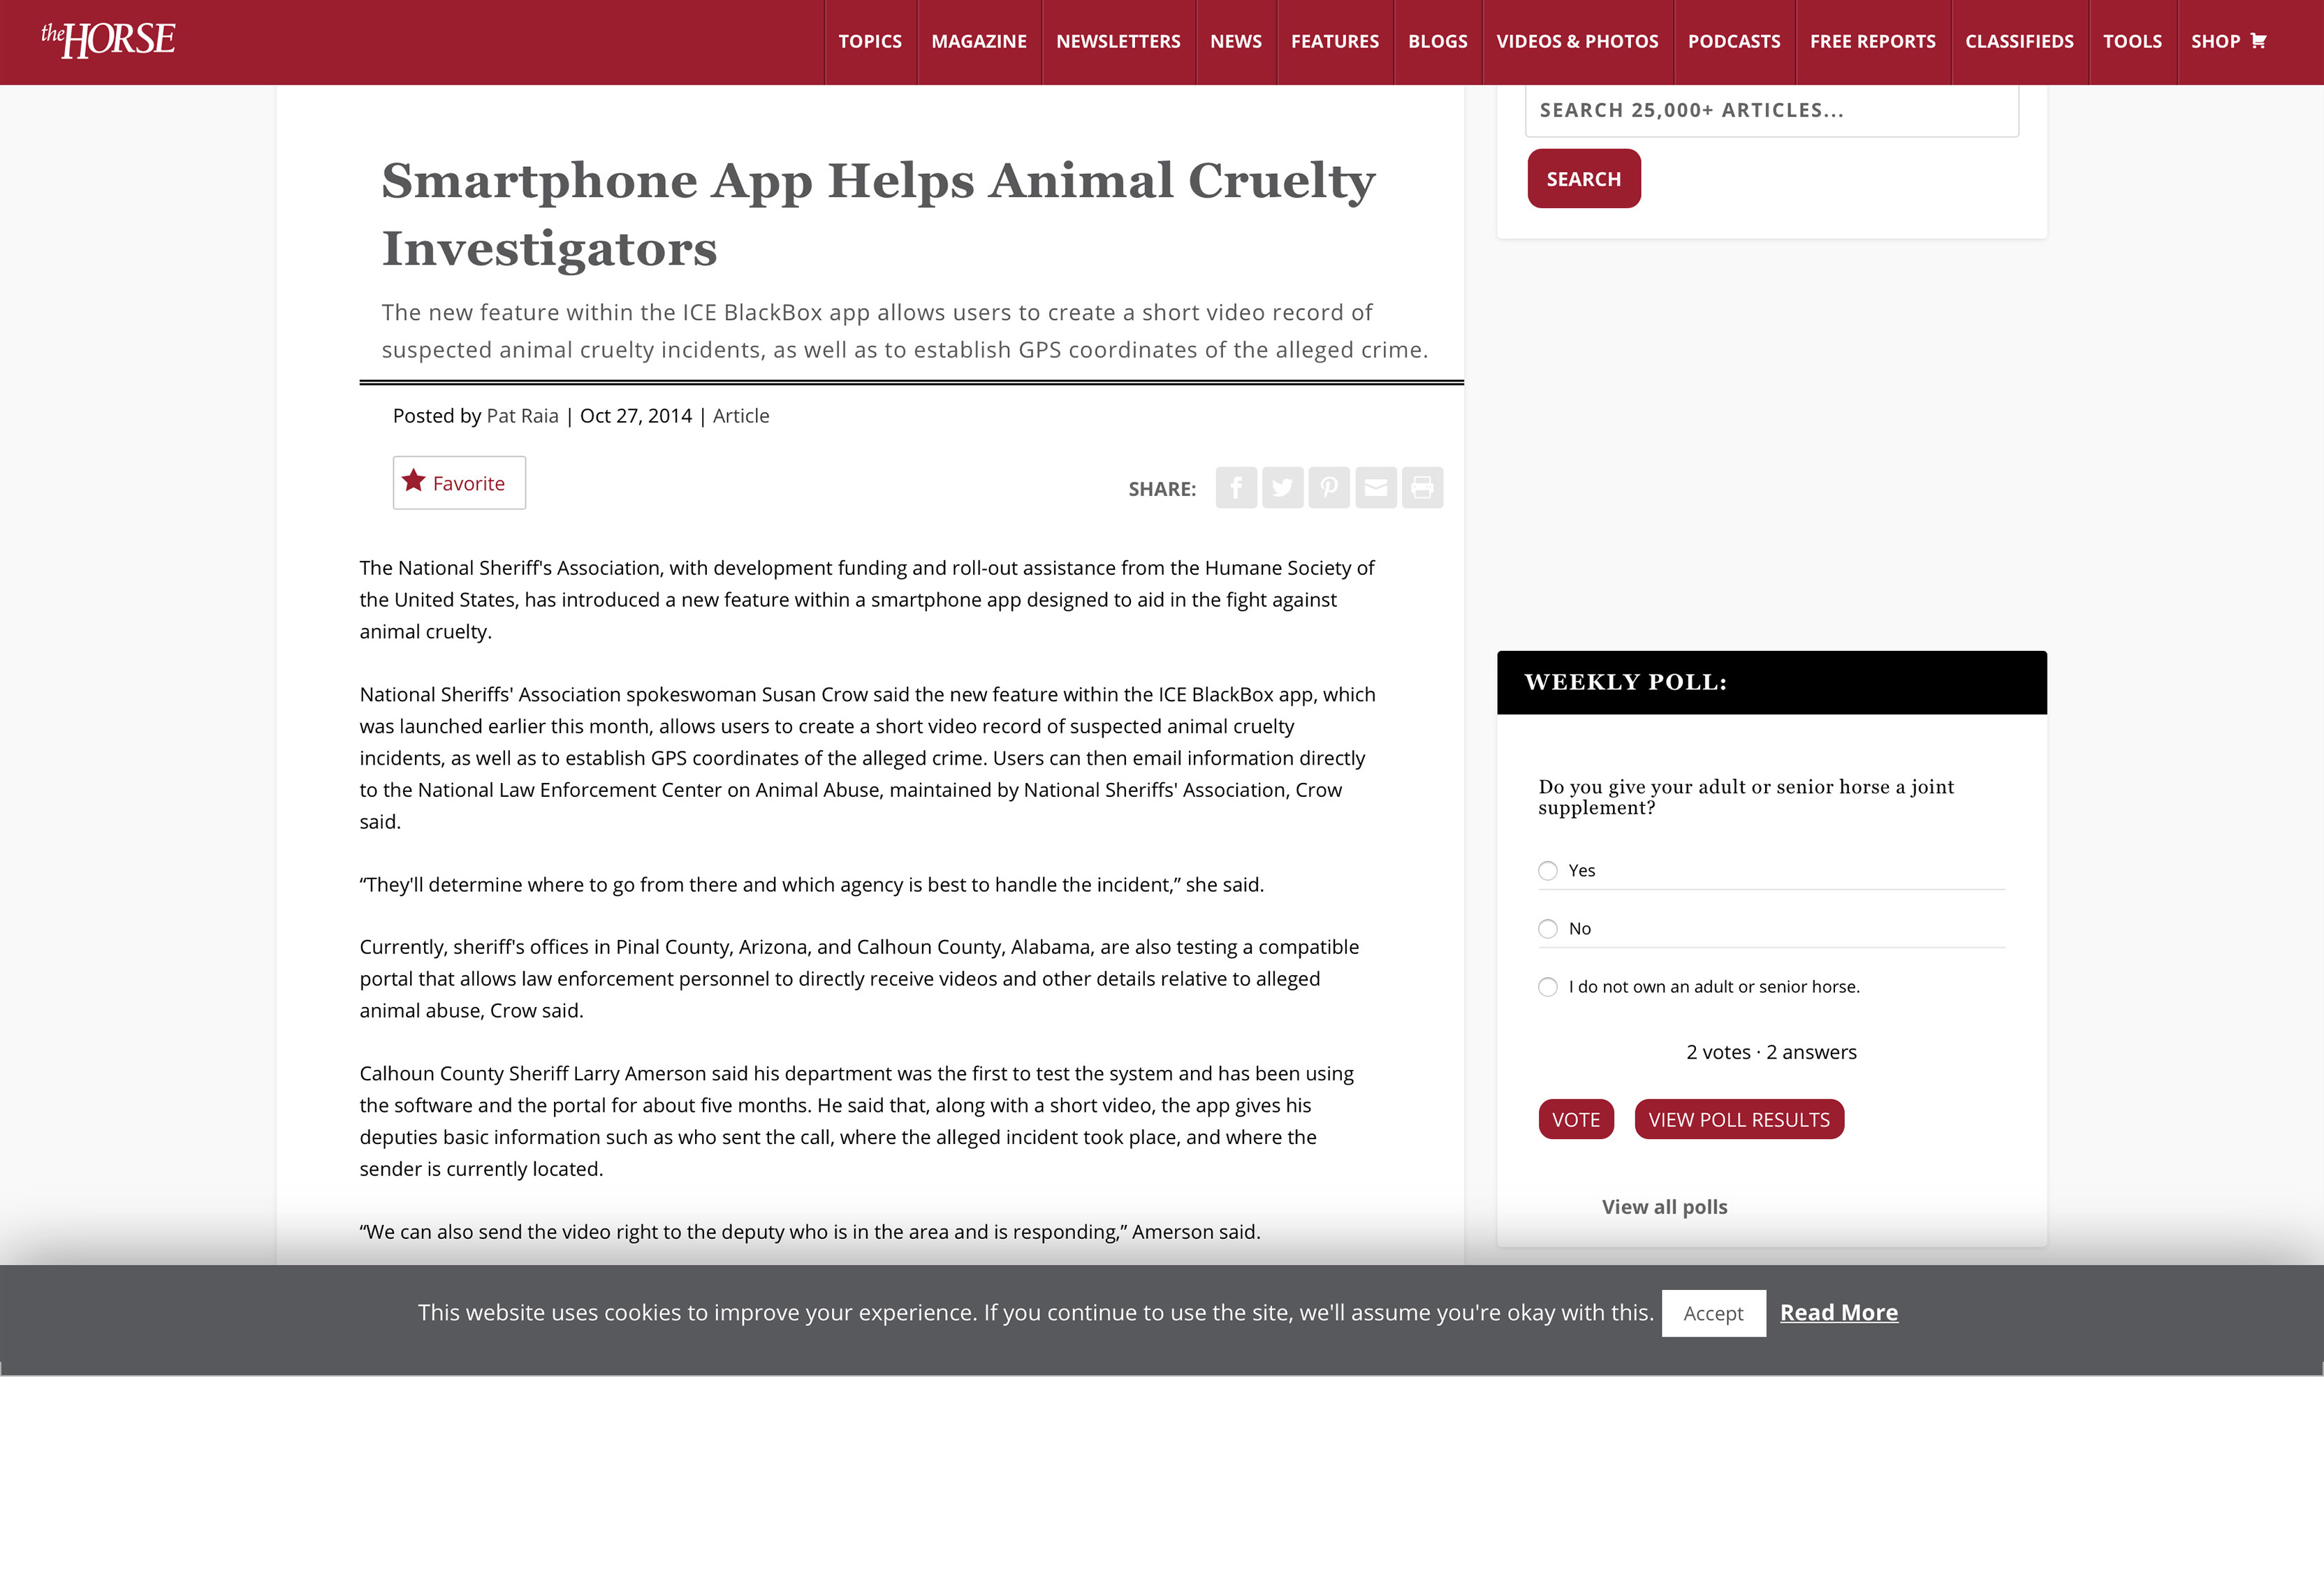 theHORSE
TOPICS MAGAZINE NEWSLETTERS NEWS FEATURES BLOGS VIDEOS & PHOTOS PODCASTS FREE REPORTS CLASSIFIEDS TOOLS SHOP
SEARCH 25,000+ ARTICLES...
SEARCH
Smartphone App Helps Animal Cruelty
Investigators
The new feature within the ICE BlackBox app allows users to create a short video record of
suspected animal cruelty incidents, as well as to establish GPS coordinates of the alleged crime.
Posted by Pat Raia | Oct 27, 2014 | Article
Favorite
SHARE:
The National Sheriff's Association, with development funding and roll-out assistance from the Humane Society of
the United States, has introduced a new feature within a smartphone app designed to aid in the fight against
animal cruelty.
National Sheriffs' Association spokeswoman Susan Crow said the new feature within the ICE BlackBox app, which
was launched earlier this month, allows users to create a short video record of suspected animal cruelty
incidents, as well as to establish GPS coordinates of the alleged crime. Users can then email information directly
to the National Law Enforcement Center on Animal Abuse, maintained by National Sheriffs' Association, Crow
said.
“They'll determine where to go from there and which agency is best to handle the incident,” she said.
Currently, sheriff's offices in Pinal County, Arizona, and Calhoun County, Alabama, are also testing a compatible
portal that allows law enforcement personnel to directly receive videos and other details relative to alleged
animal abuse, Crow said.
Calhoun County Sheriff Larry Amerson said his department was the first to test the system and has been using
the software and the portal for about five months. He said that, along with a short video, the app gives his
deputies basic information such as who sent the call, where the alleged incident took place, and where the
sender is currently located.
“We can also send the video right to the deputy who is in the area and is responding,” Amerson said.
WEEKLY POLL:
Do you give your adult or senior horse a joint
supplement?
Yes
No
I do not own an adult or senior horse.
2 votes · 2 answers
VOTE
VIEW POLL RESULTS
View all polls
This website uses cookies to improve your experience. If you continue to use the site, we'll assume you're okay with this. Accept Read More